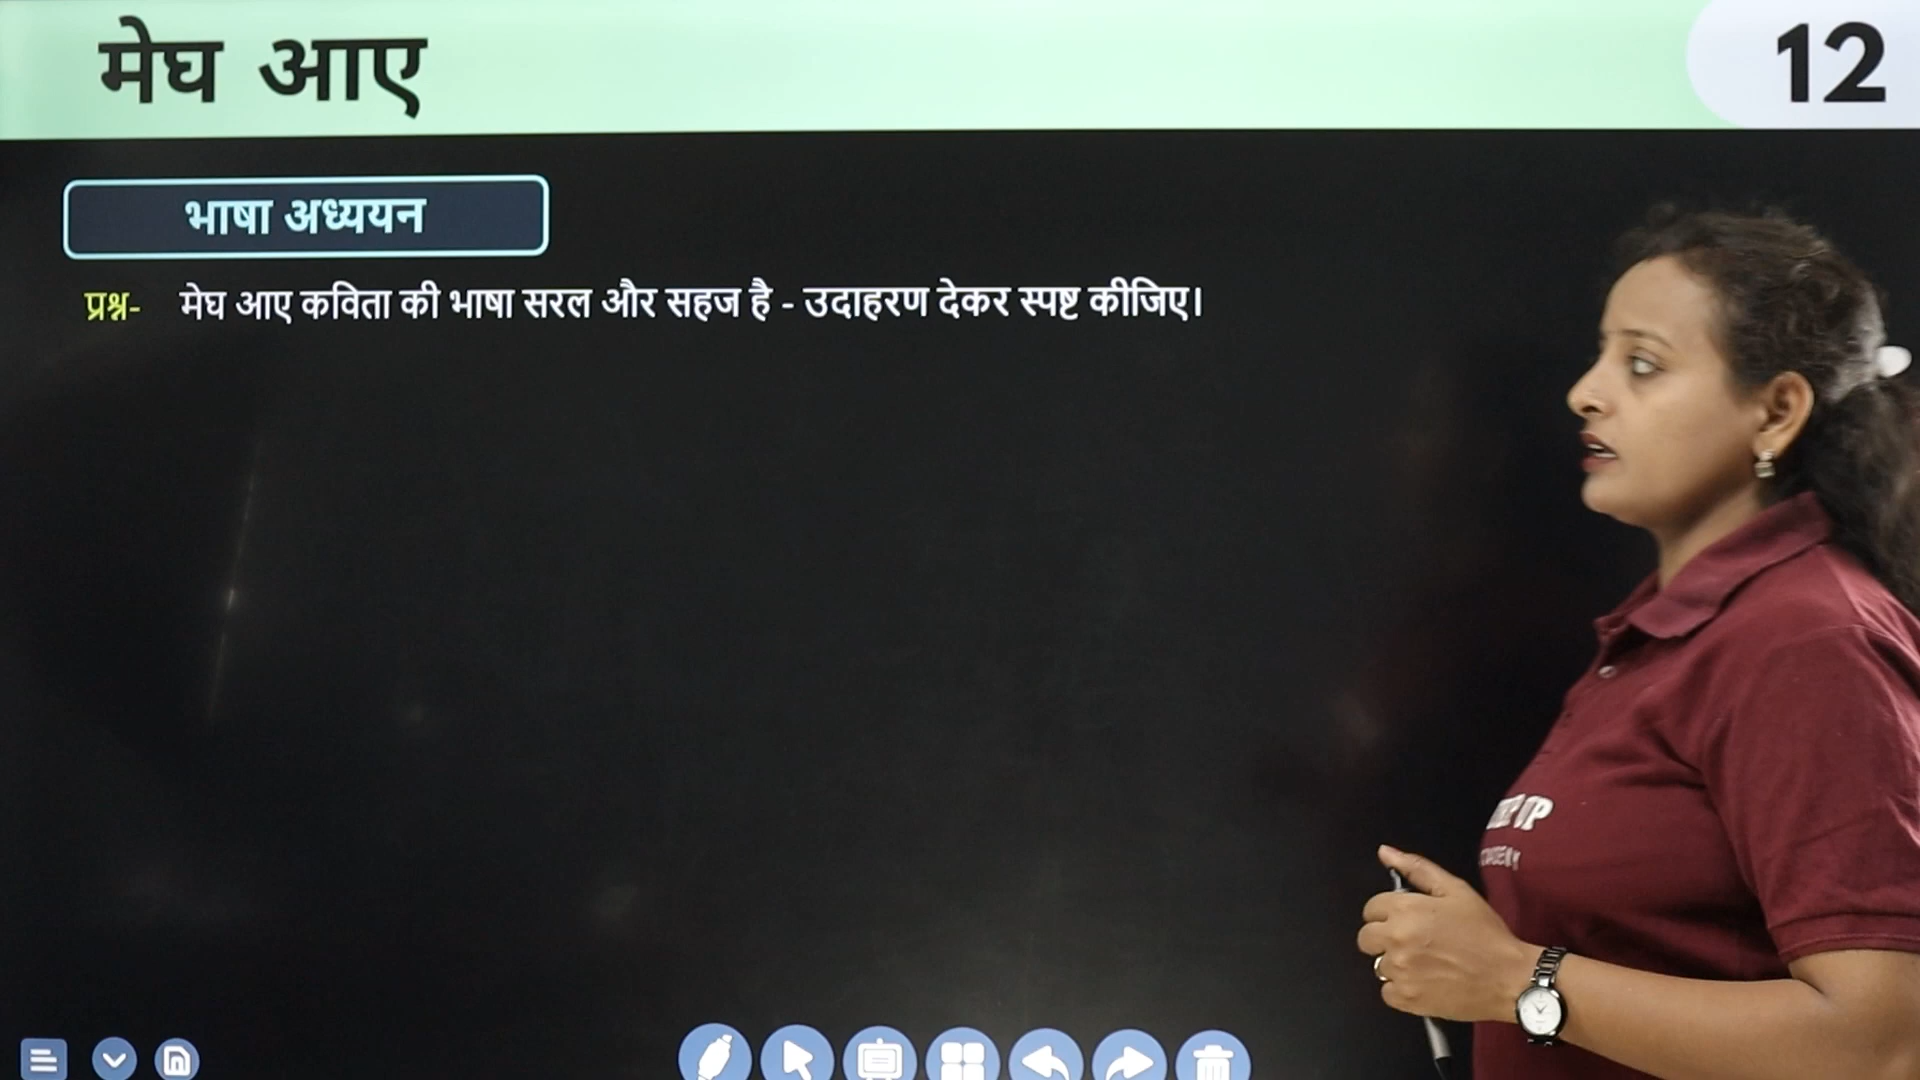 मेघ आए
12
भाषा अध्ययन
प्रश्न- मेघ आए कविता की भाषा सरल और सहज है - उदाहरण देकर स्पष्ट कीजिए।